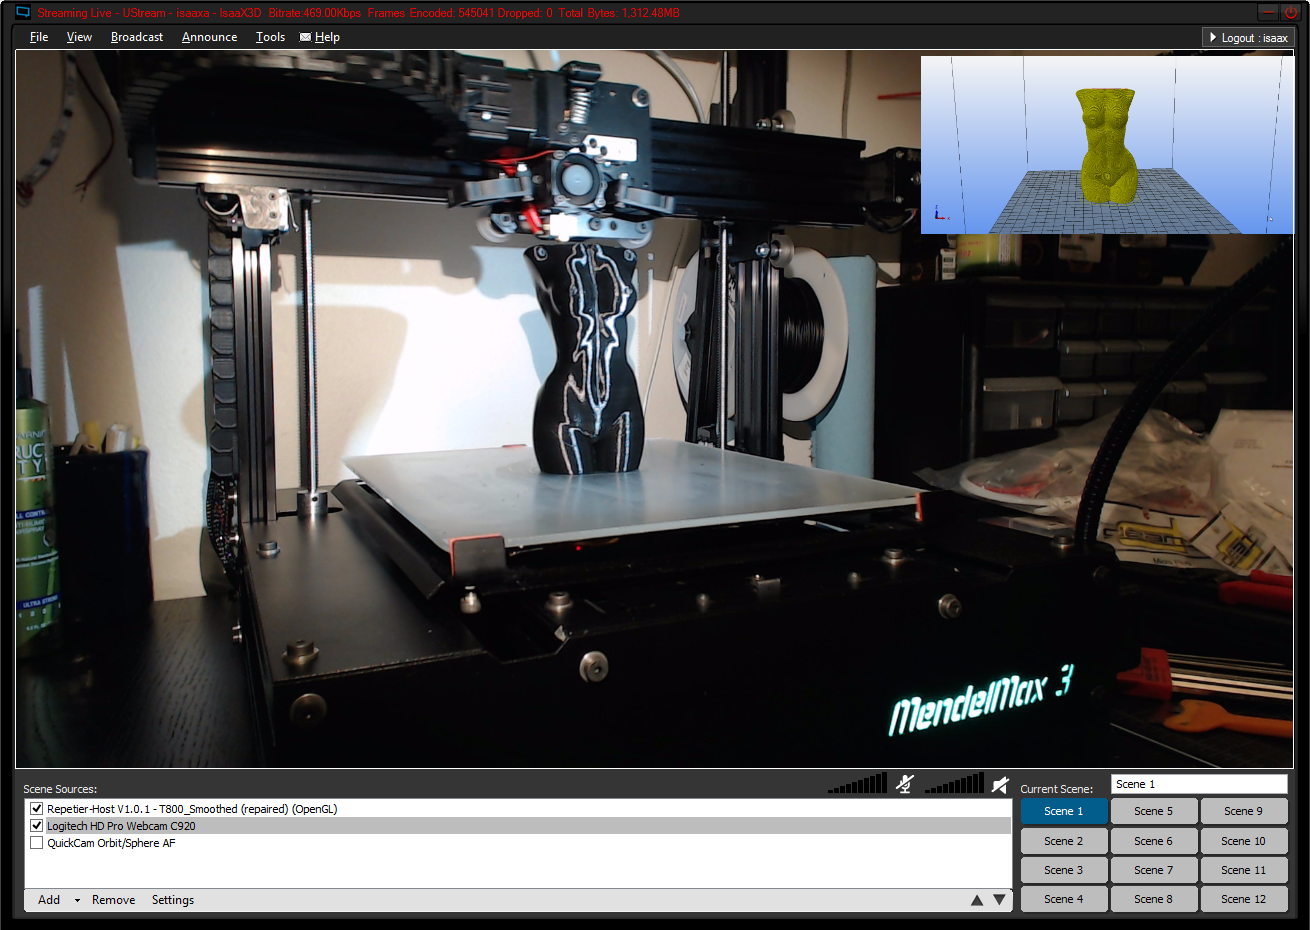 Streaming Live - UStream - isaaxa - IsaaX3D Bitrate:469.00Kbps Frames Encoded: 545041 Dropped: 0 Total Bytes: 1,312.48MB
File View Broadcast Announce Tools Help
Logout : isaax
ULTRA STRO
MendelMax 3
Scene Sources:
Repetier-Host V1.0.1 - T800_Smoothed (repaired) (OpenGL)
Logitech HD Pro Webcam C920
QuickCam Orbit/Sphere AF
Add Remove Settings
Current Scene: Scene 1
Scene 1 Scene 5 Scene 9
Scene 2 Scene 6 Scene 10
Scene 3 Scene 7 Scene 11
Scene 4 Scene 8 Scene 12